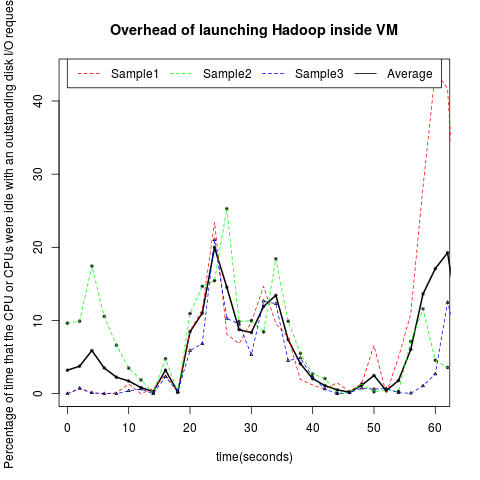 Overhead of launching Hadoop inside VM
Percentage of time that the CPU or CPUs were idle with an outstanding disk I/O reques
Sample1 Sample2 Sample3 Average
40
30
20
10
0
0 10 20 30 40 50 60
time(seconds)